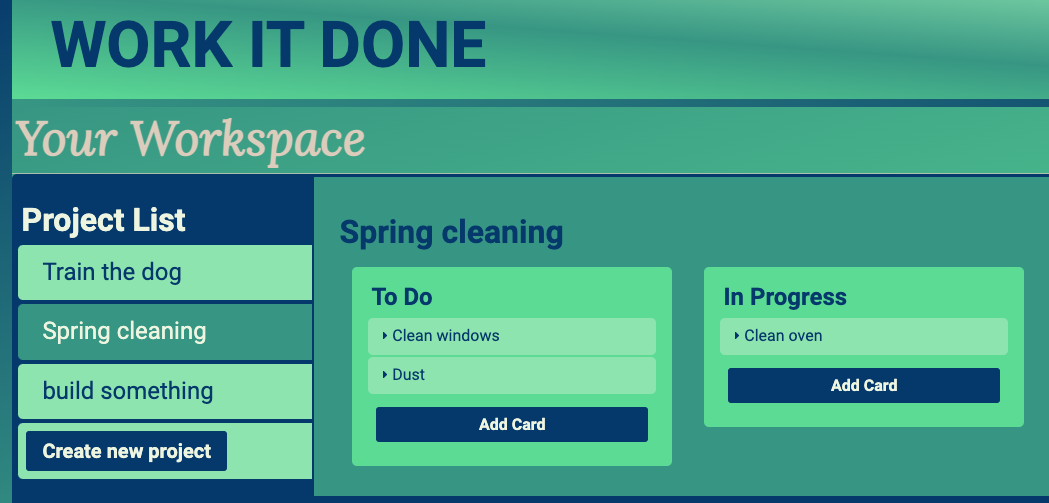 WORK IT DONE
Your Workspace
Project List
Train the dog
Spring cleaning
build something
Create new project
Spring cleaning
To Do
Clean windows
Dust
Add Card
In Progress
Clean oven
Add Card